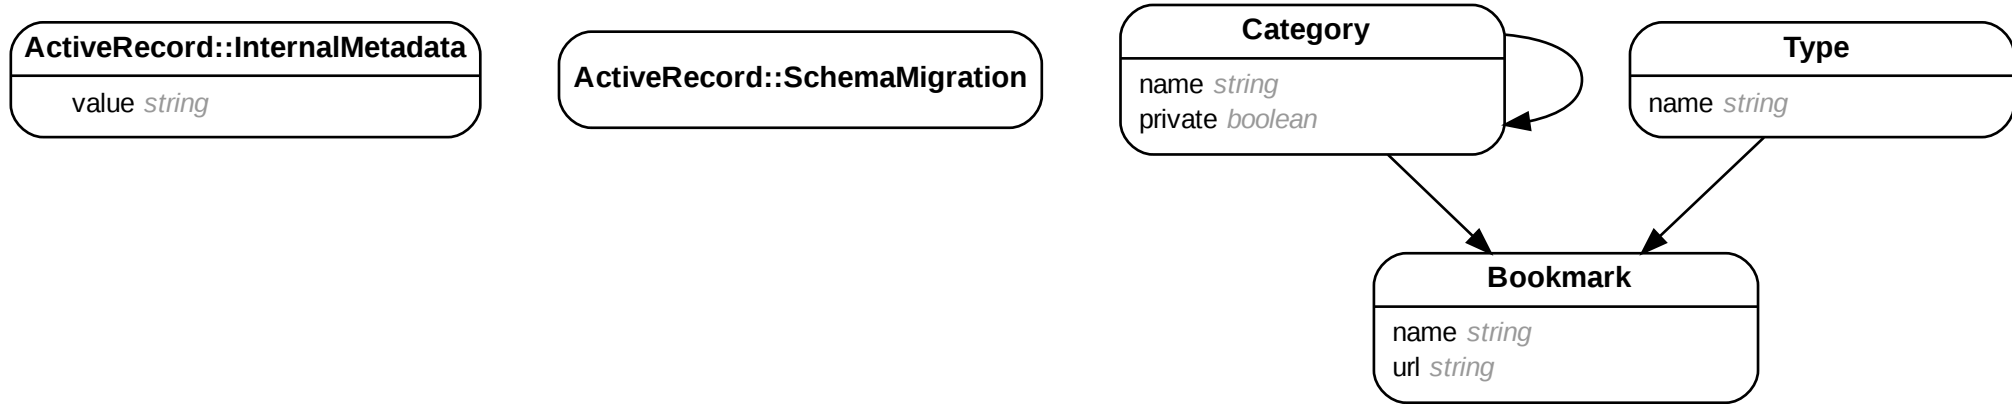 ActiveRecord::InternalMetadata
value string
ActiveRecord::SchemaMigration
Category
name string
private boolean
Type
name string
Bookmark
name string
url string